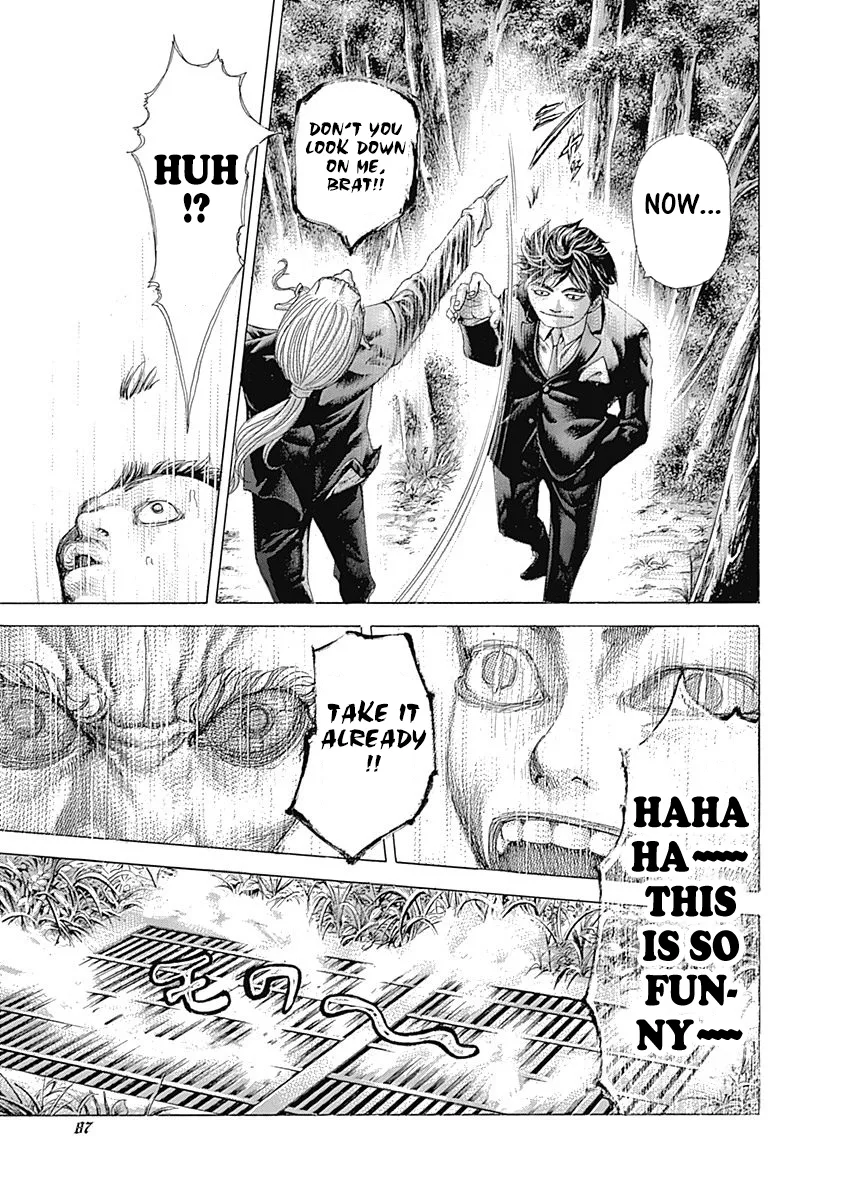 NOW...
DON'T YOU
LOOK DOWN
ON ME,
BRAT!!
HUH
!?
HAHA
HA~~
THIS
IS SO
FUN-
NY~~
TAKE IT
ALREADY
!!
87